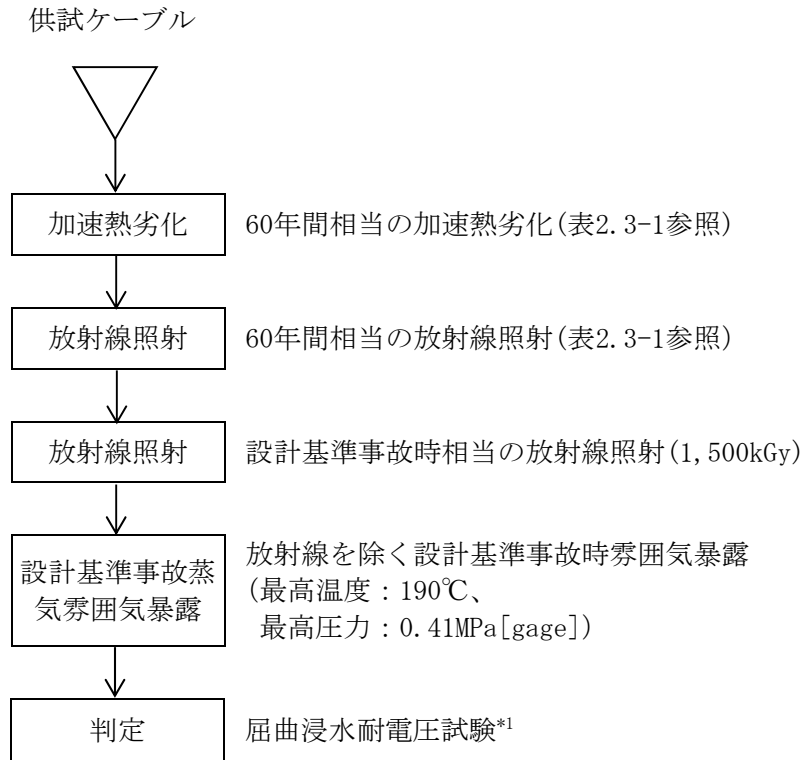 供試ケーブル
加速熱劣化
60年間相当の加速熱劣化(表2.3-1参照)
放射線照射
60年間相当の放射線照射(表2.3-1参照)
放射線照射
設計基準事故時相当の放射線照射(1,500kGy)
設計基準事故蒸
気雰囲気暴露
放射線を除く設計基準事故時雰囲気暴露
(最高温度：190℃、
最高圧力：0.41MPa[gage])
判定
屈曲浸水耐電圧試験*1